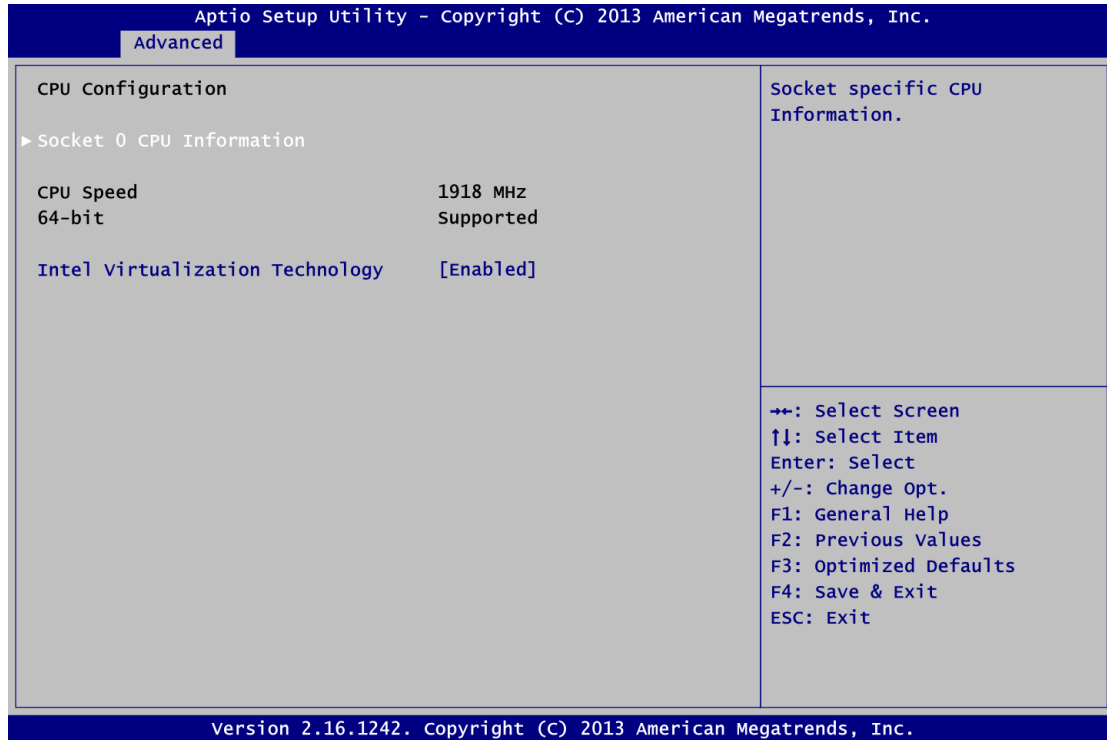 Aptio Setup Utility - Copyright (C) 2013 American Megatrends, Inc.
Advanced
CPU Configuration
▶ Socket 0 CPU Information
CPU Speed 1918 MHz
64-bit Supported
Intel Virtualization Technology [Enabled]
Socket specific CPU
Information.
→←: Select Screen
↑↓: Select Item
Enter: Select
+/-: Change Opt.
F1: General Help
F2: Previous Values
F3: Optimized Defaults
F4: Save & Exit
ESC: Exit
Version 2.16.1242. Copyright (C) 2013 American Megatrends, Inc.